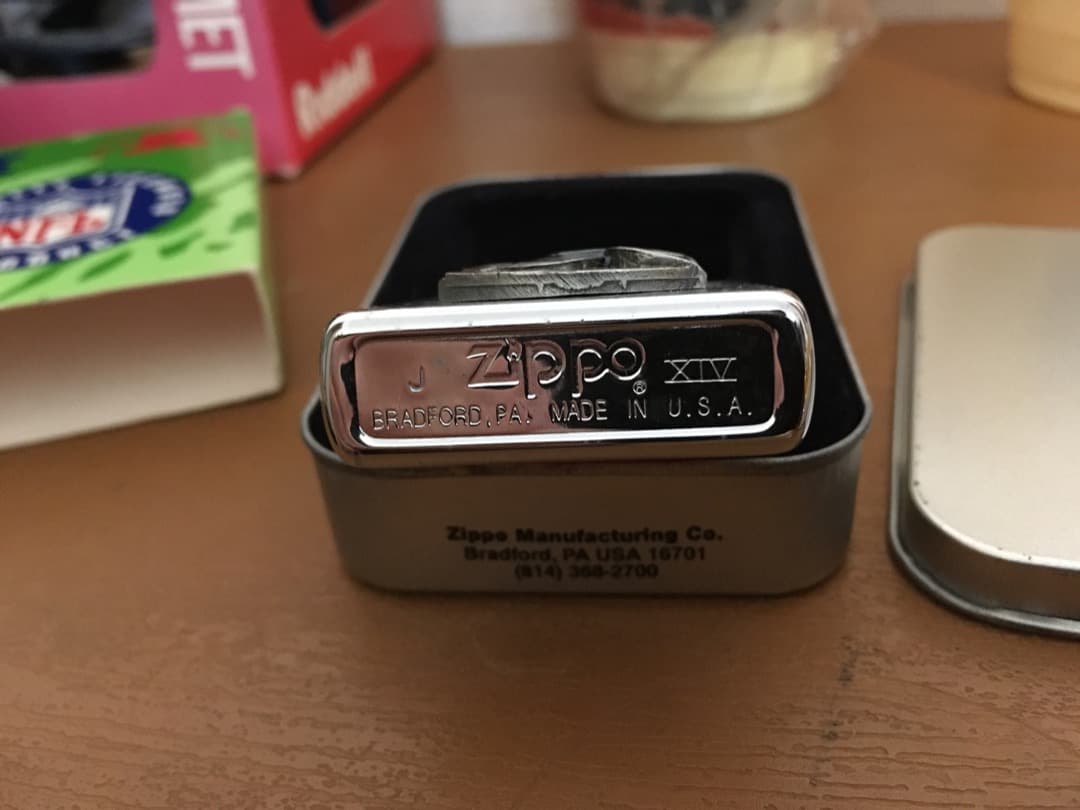 NFL
J Zippo® XIV
BRADFORD, PA. MADE IN U.S.A.
Zippo Manufacturing Co.
Bradford, PA USA 16701
(814) 368-2700